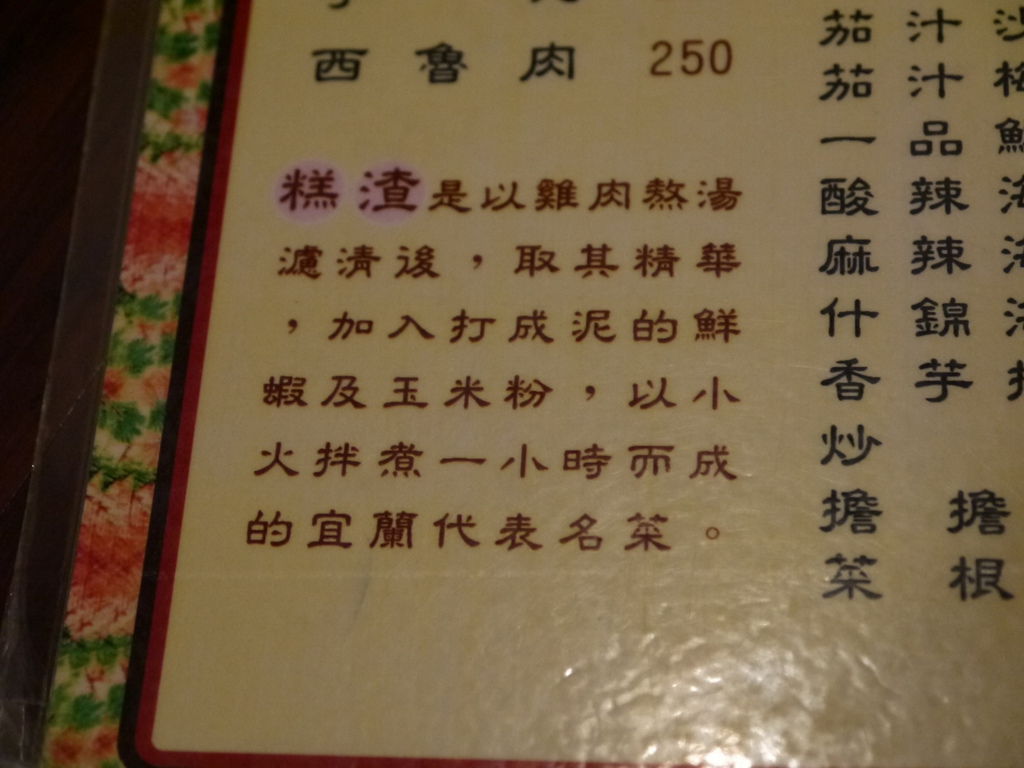 西魯肉 250
糕渣是以雞肉熬湯
濾清後，取其精華
，加入打成泥的鮮
蝦及玉米粉，以小
火拌煮一小時而成
的宜蘭代表名菜。
茄汁
茄汁
一品
酸辣
麻辣
什錦
香芋
炒
擔擔
菜根